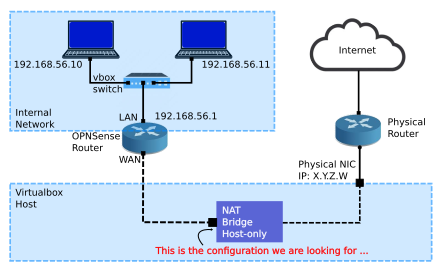 192.168.56.10
192.168.56.11
vbox
switch
Internal
Network
LAN
192.168.56.1
OPNSense
Router
WAN
Internet
Physical
Router
Physical NIC
IP: X.Y.Z.W
Virtualbox
Host
NAT
Bridge
Host-only
This is the configuration we are looking for ...